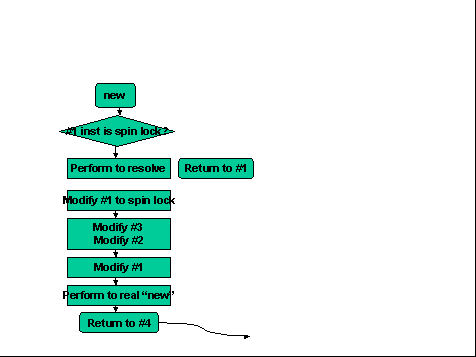 new
#1 inst is spin lock?
Perform to resolve
Return to #1
Modify #1 to spin lock
Modify #3
Modify #2
Modify #1
Perform to real “new”
Return to #4